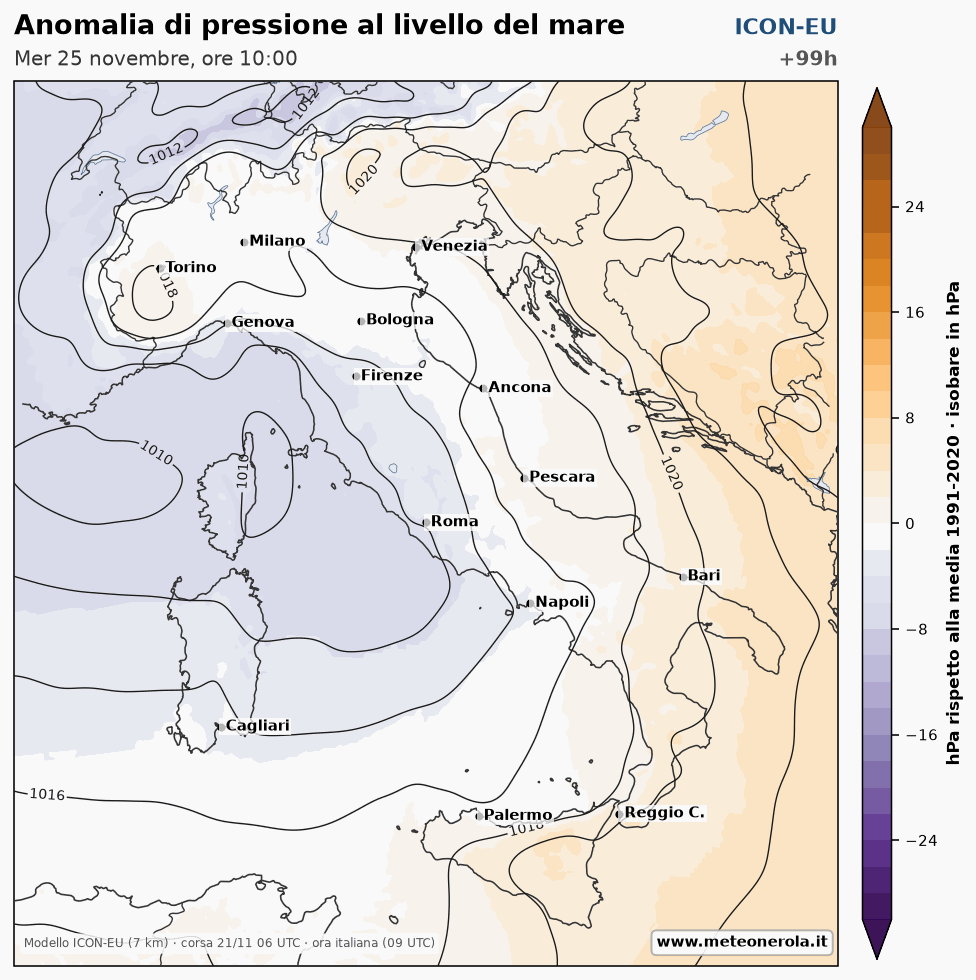 Anomalia di pressione al livello del mare
ICON-EU
Mer 25 novembre, ore 10:00
+99h
1012
1012
1020
Milano
Venezia
Torino
Genova
Bologna
Firenze
Ancona
1010
1010
1020
Pescara
Roma
Bari
Napoli
Cagliari
1016
Palermo
Reggio C.
Modello ICON-EU (7 km) · corsa 21/11 06 UTC · ora italiana (09 UTC)
www.meteonerola.it
24
16
8
0
−8
−16
−24
hPa rispetto alla media 1991-2020 · isobare in hPa